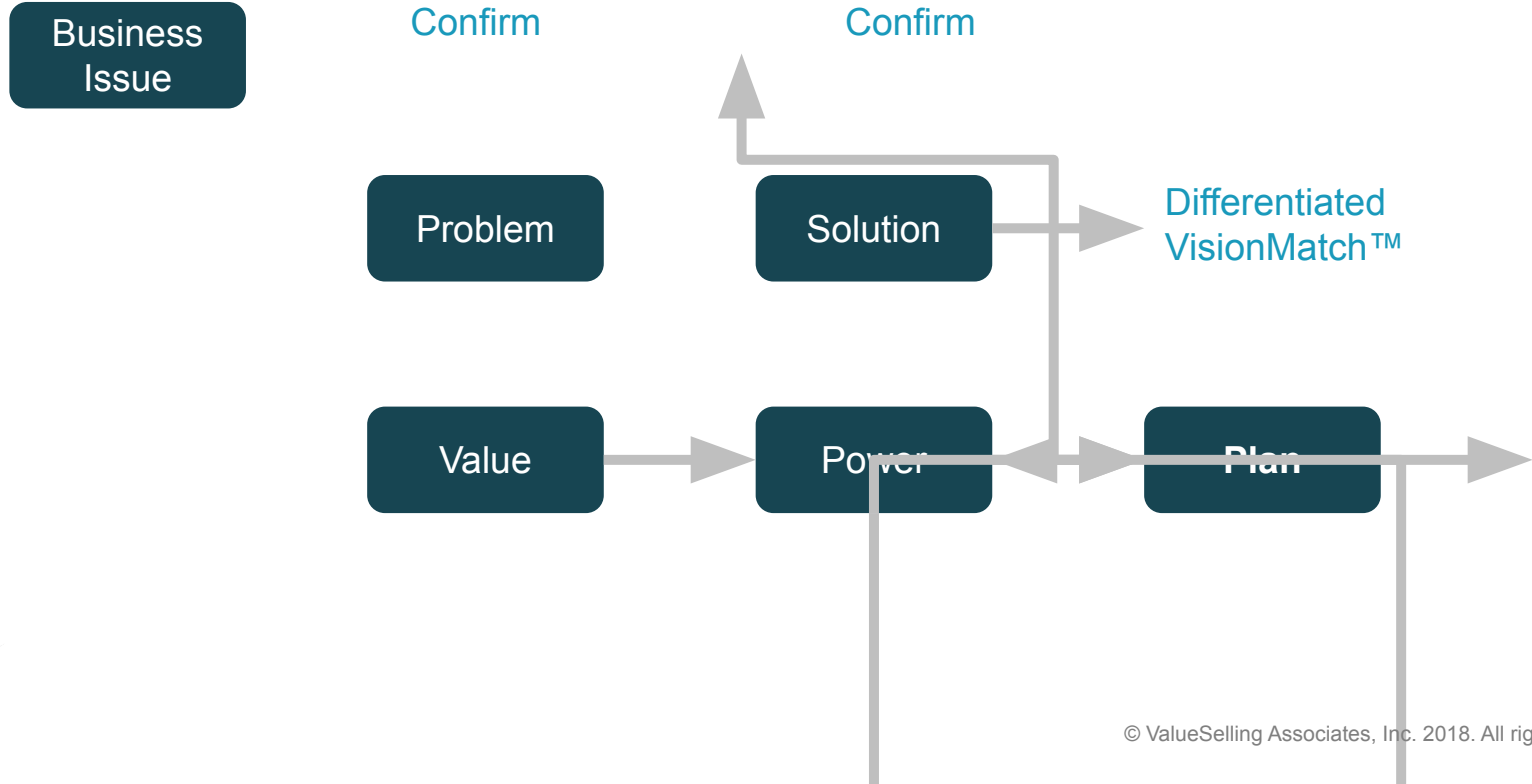 Business
Issue
Confirm
Confirm
Problem
Solution
Differentiated
VisionMatch™
Value
Power
Plan
© ValueSelling Associates, Inc. 2018. All rig